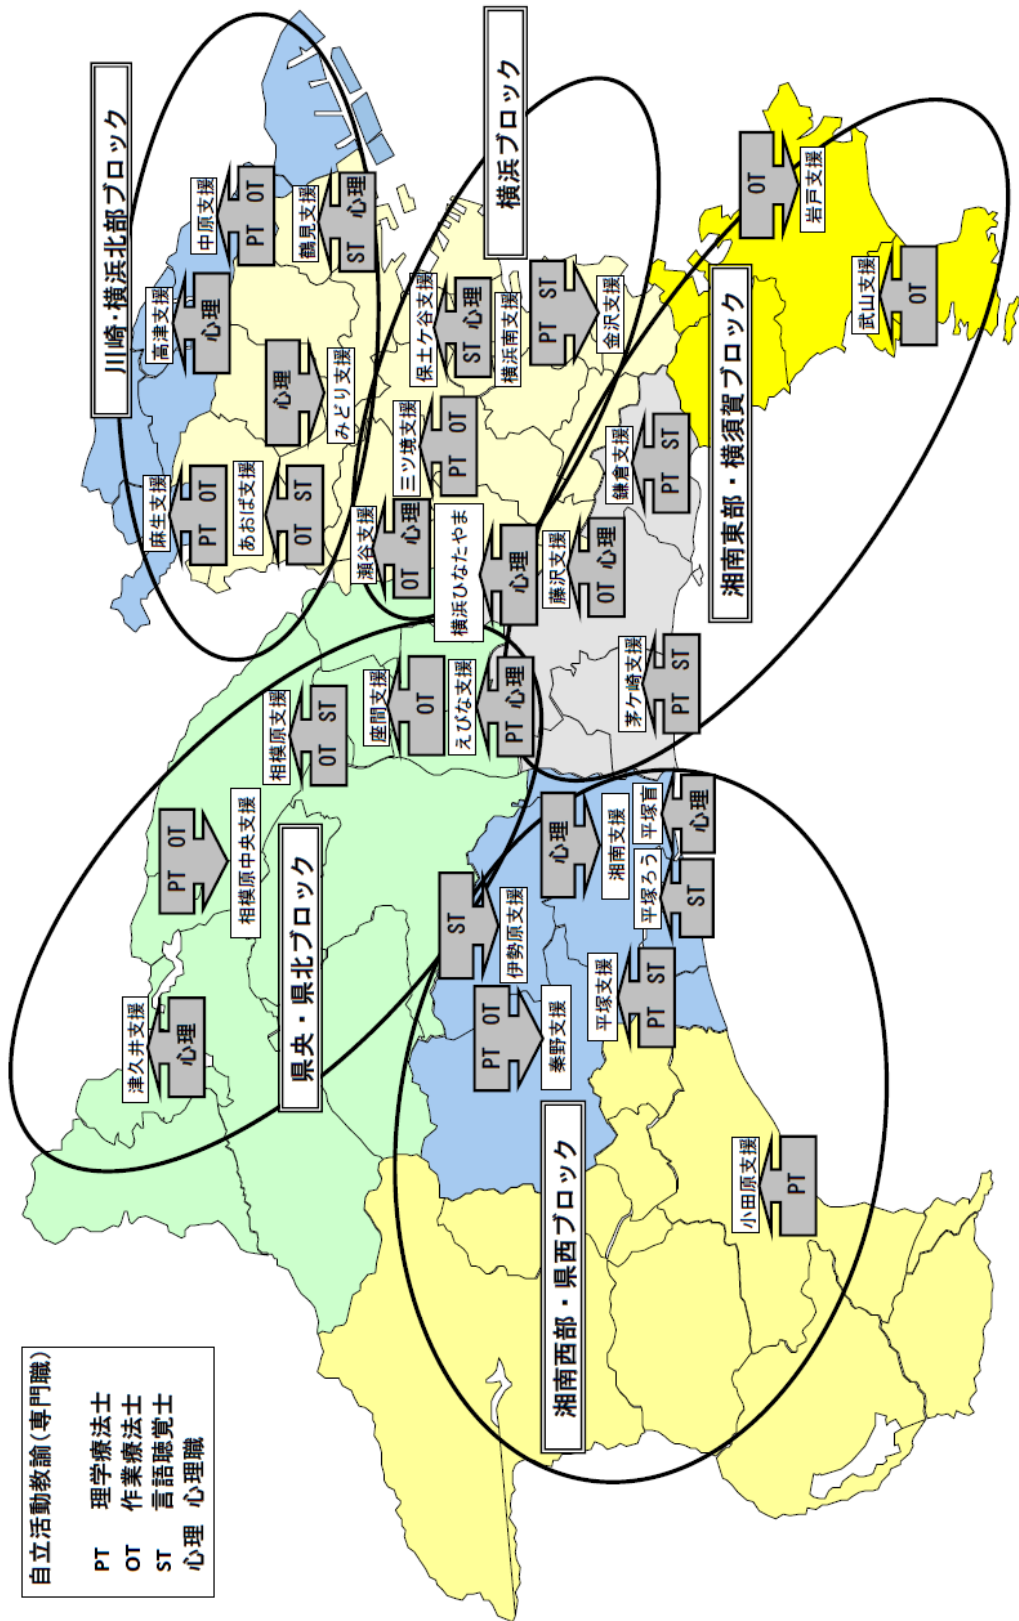 自立活動教諭(専門職)
PT 理学療法士
OT 作業療法士
ST 言語聴覚士
心理 心理職
川崎・横浜北部ブロック
麻生支援
PT OT
高津支援
心理
中原支援
PT OT
あおば支援
OT ST
みどり支援
心理
鶴見支援
ST 心理
横浜ブロック
瀬谷支援
OT 心理
三ツ境支援
PT OT
保土ケ谷支援
ST 心理
横浜南支援
PT ST
金沢支援
横浜ひなたやま
心理
県央・県北ブロック
津久井支援
心理
PT OT
相模原中央支援
相模原支援
OT ST
座間支援
OT
えびな支援
PT 心理
湘南東部・横須賀ブロック
藤沢支援
OT 心理
鎌倉支援
PT ST
茅ケ崎支援
PT ST
OT
岩戸支援
武山支援
OT
湘南西部・県西ブロック
ST
伊勢原支援
PT OT
秦野支援
心理
湘南支援
平塚支援
PT ST
平塚ろう
ST
平塚盲
心理
小田原支援
PT